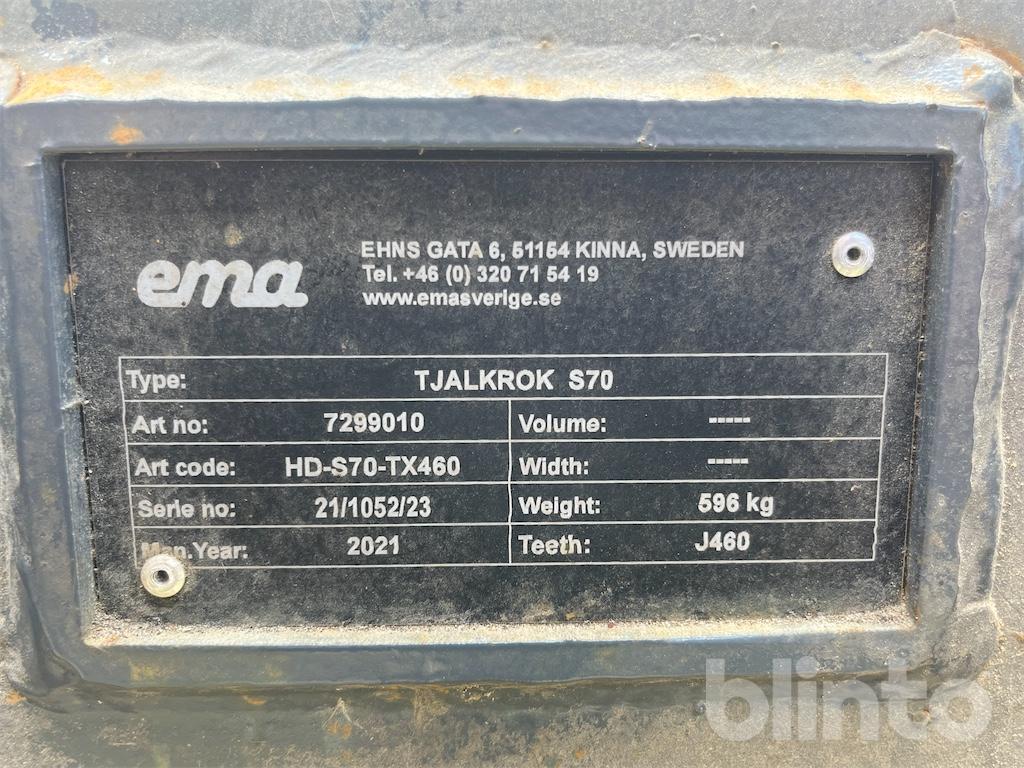 ema
EHNS GATA 6, 51154 KINNA, SWEDEN
Tel. +46 (0) 320 71 54 19
www.emasverige.se
Type: TJALKROK S70
Art no: 7299010 Volume: -----
Art code: HD-S70-TX460 Width: -----
Serie no: 21/1052/23 Weight: 596 kg
Man.Year: 2021 Teeth: J460
blinto